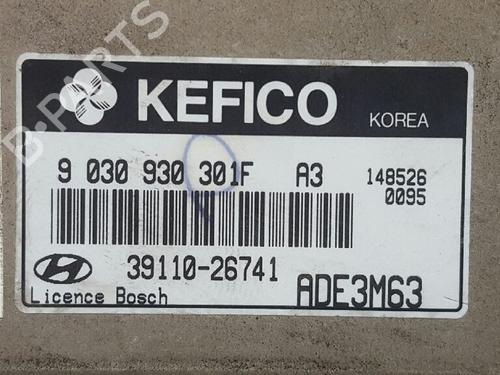 KEFICO
KOREA
9 030 930 301F A3 148526
0095
39110-26741
Licence Bosch
ADE3M63
B-PARTS